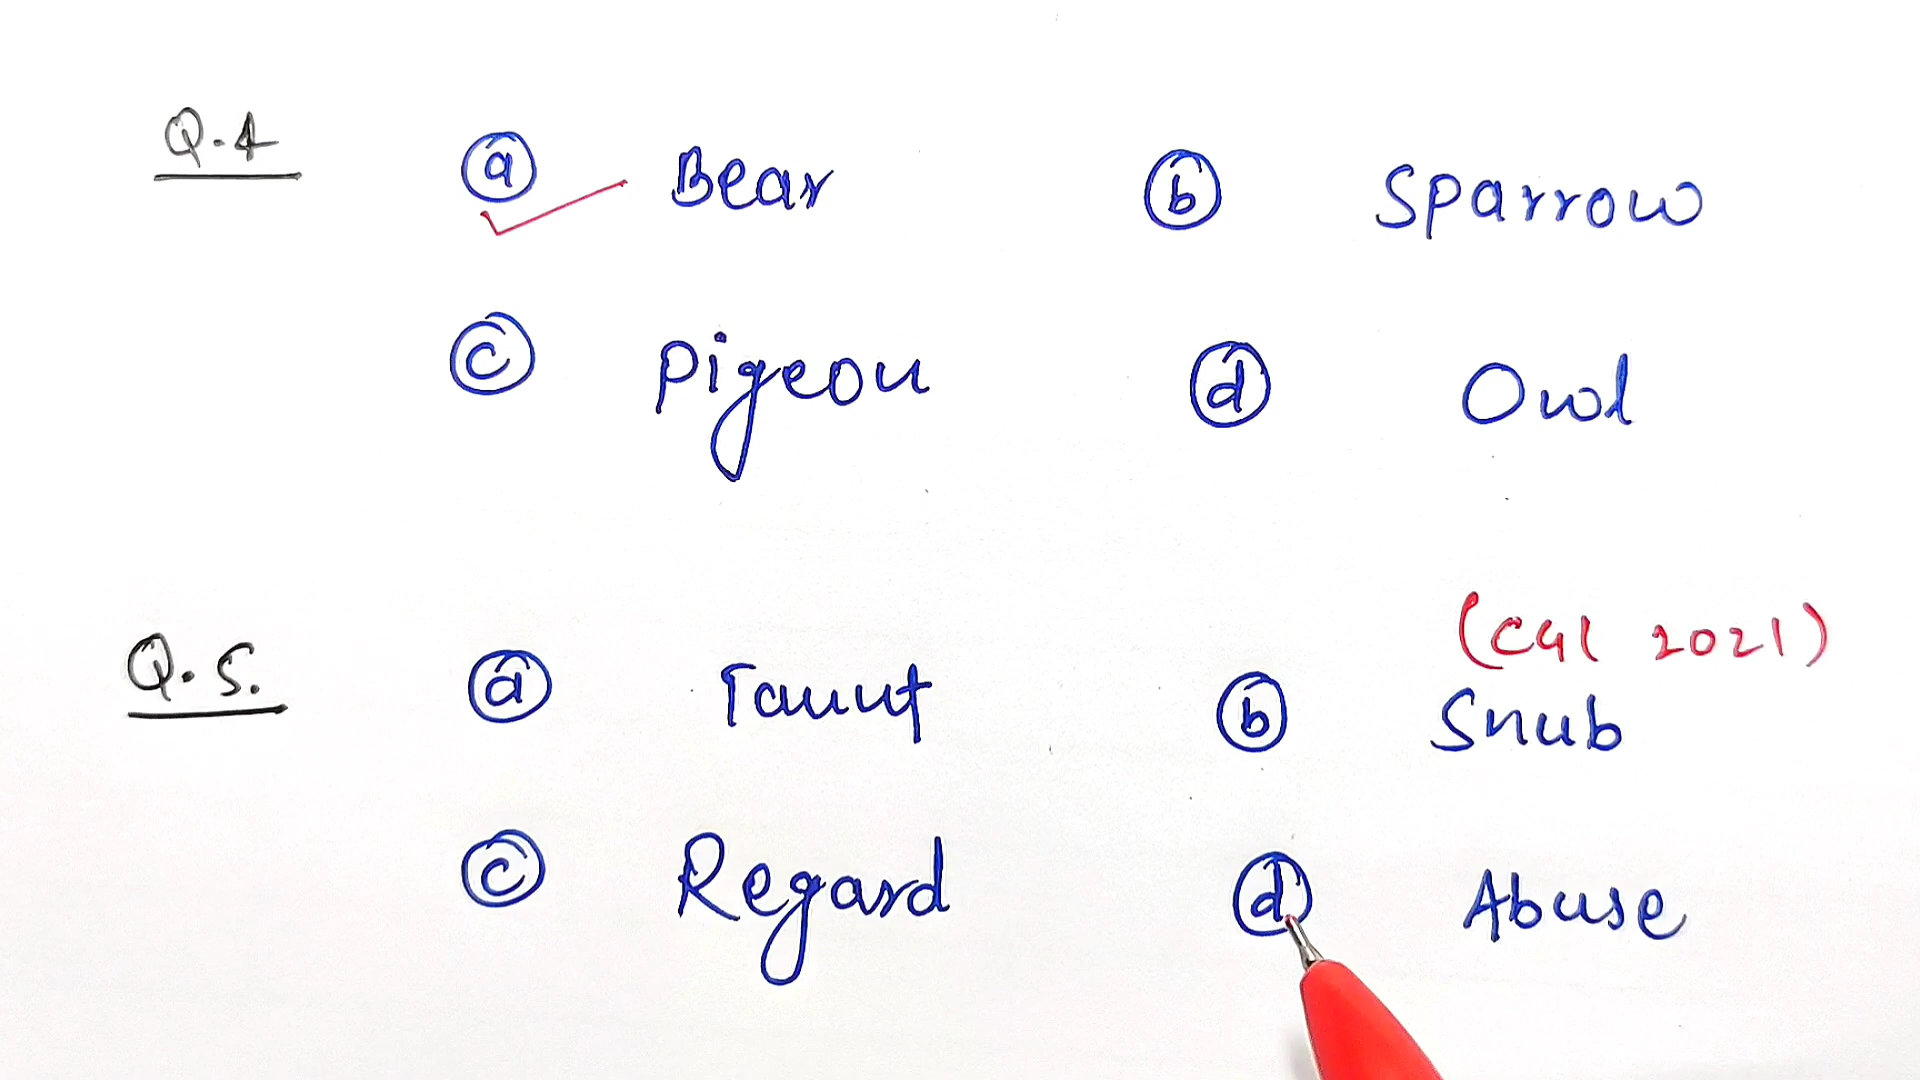 Q.4 (a) Bear (b) Sparrow
(c) Pigeon (d) Owl
(CGL 2021)
Q.5. (a) Taunt (b) Snub
(c) Regard (d) Abuse